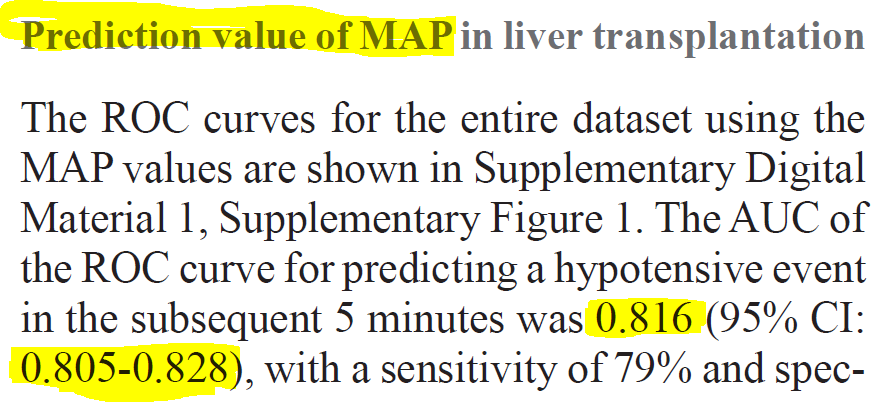 Prediction value of MAP in liver transplantation
The ROC curves for the entire dataset using the
MAP values are shown in Supplementary Digital
Material 1, Supplementary Figure 1. The AUC of
the ROC curve for predicting a hypotensive event
in the subsequent 5 minutes was 0.816 (95% CI:
0.805-0.828), with a sensitivity of 79% and spec-